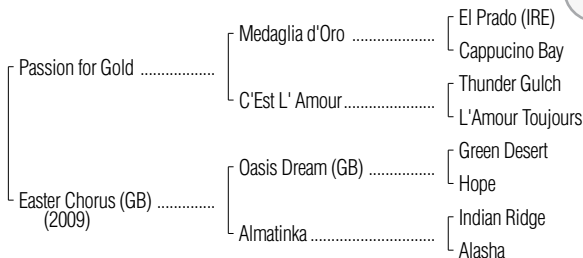 El Prado (IRE)
Medaglia d'Oro ..................
Cappucino Bay
Passion for Gold .................
Thunder Gulch
C'Est L' Amour....................
L'Amour Toujours
Green Desert
Oasis Dream (GB) ................
Hope
Easter Chorus (GB) .............
(2009)
Indian Ridge
Almatinka ...........................
Alasha